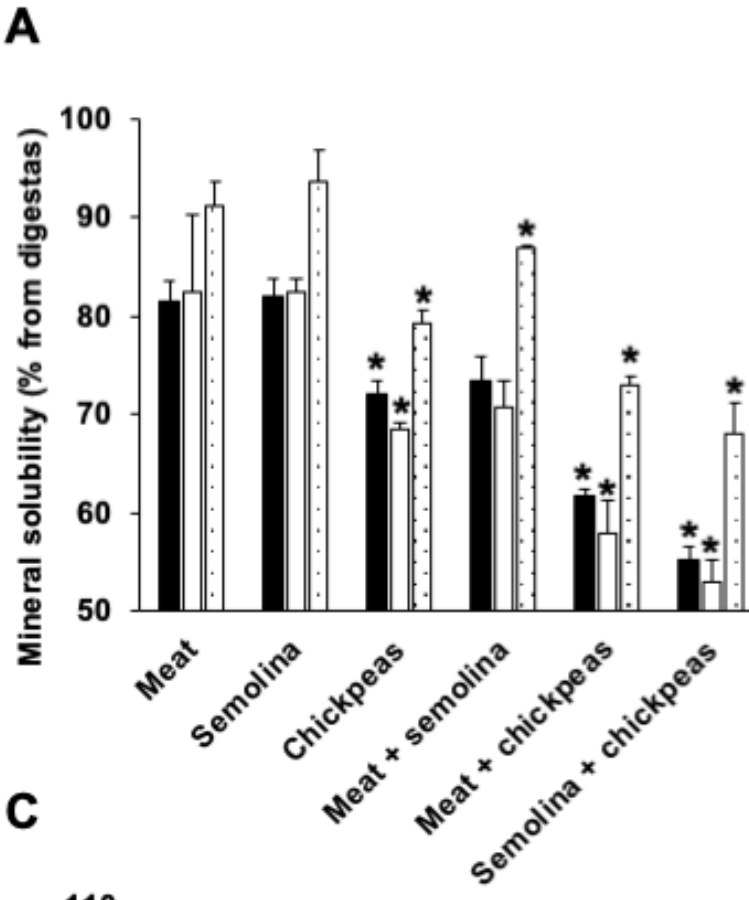 A
Mineral solubility (% from digestas)
100
90
80
70
60
50
* * * * * * * * * *
Meat
Semolina
Chickpeas
Meat + semolina
Meat + chickpeas
Semolina + chickpeas
C